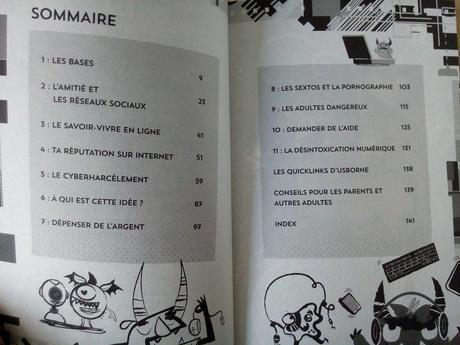 SOMMAIRE
1 : LES BASES 9
2 : L'AMITIÉ ET
LES RÉSEAUX SOCIAUX 23
3 : LE SAVOIR-VIVRE EN LIGNE 41
4 : TA RÉPUTATION SUR INTERNET 51
5 : LE CYBERHARCÈLEMENT 59
6 : À QUI EST CETTE IDÉE ? 87
7 : DÉPENSER DE L'ARGENT 97
8 : LES SEXTOS ET LA PORNOGRAPHIE 103
9 : LES ADULTES DANGEREUX 115
10 : DEMANDER DE L'AIDE 125
11 : LA DÉSINTOXICATION NUMÉRIQUE 131
LES QUICKLINKS D'USBORNE 138
CONSEILS POUR LES PARENTS ET 139
AUTRES ADULTES
INDEX 141